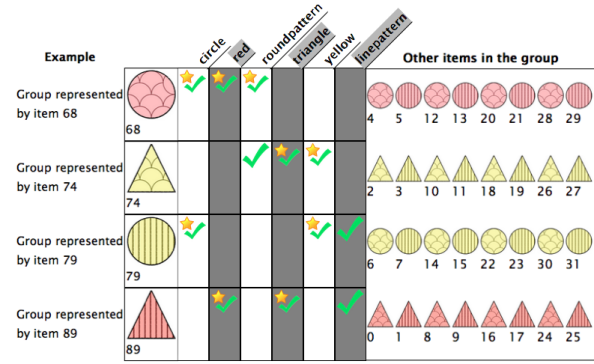 circle
red
roundpattern
triangle
yellow
linepattern
Example
Other items in the group
Group represented
by item 68
68
4 5 12 13 20 21 28 29
Group represented
by item 74
74
2 3 10 11 18 19 26 27
Group represented
by item 79
79
6 7 14 15 22 23 30 31
Group represented
by item 89
89
0 1 8 9 16 17 24 25